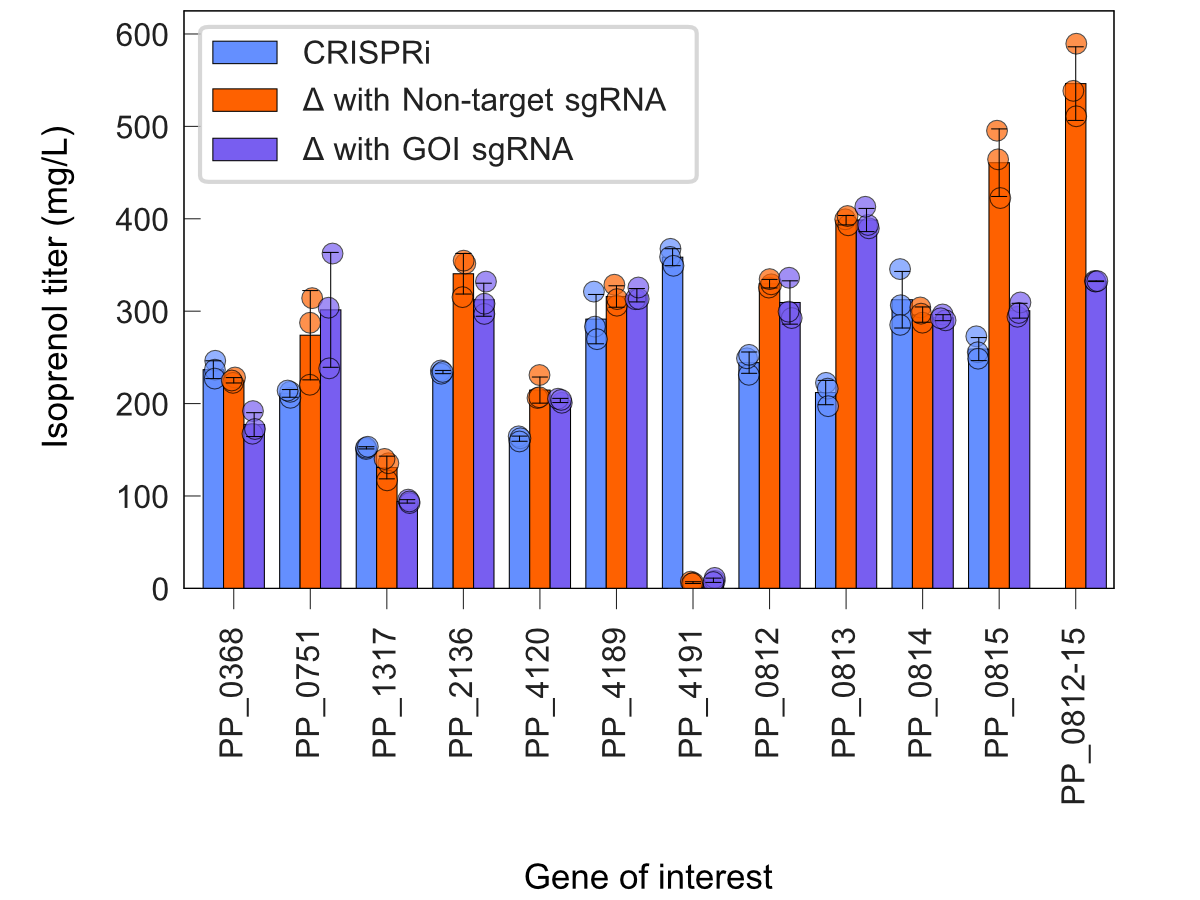 600
500
400
300
200
100
0
Isoprenol titer (mg/L)
CRISPRi
Δ with Non-target sgRNA
Δ with GOI sgRNA
PP_0368
PP_0751
PP_1317
PP_2136
PP_4120
PP_4189
PP_4191
PP_0812
PP_0813
PP_0814
PP_0815
PP_0812-15
Gene of interest